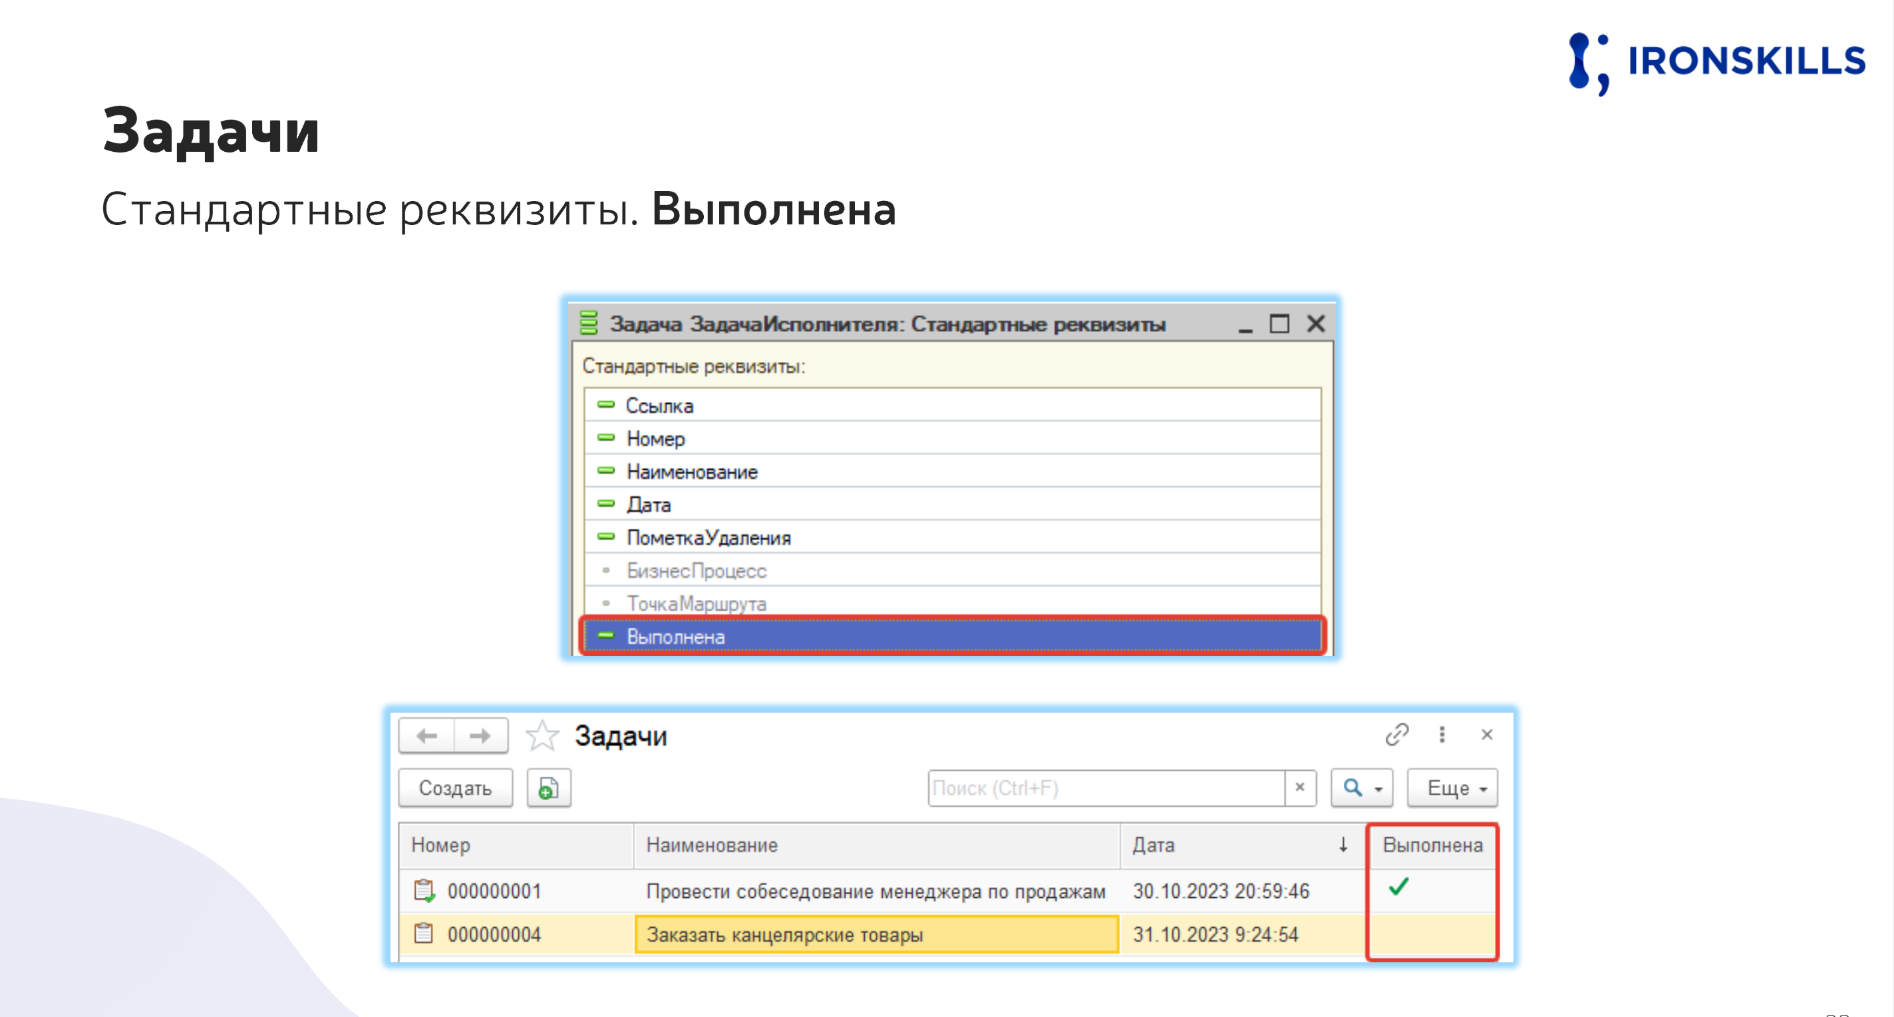 IRONSKILLS
Задачи
Стандартные реквизиты. Выполнена
Задача ЗадачаИсполнителя: Стандартные реквизиты
Стандартные реквизиты:
Ссылка
Номер
Наименование
Дата
ПометкаУдаления
БизнесПроцесс
ТочкаМаршрута
Выполнена
Задачи
Создать Поиск (Ctrl+F) × Еще
Номер Наименование Дата ↓ Выполнена
000000001 Провести собеседование менеджера по продажам 30.10.2023 20:59:46
000000004 Заказать канцелярские товары 31.10.2023 9:24:54